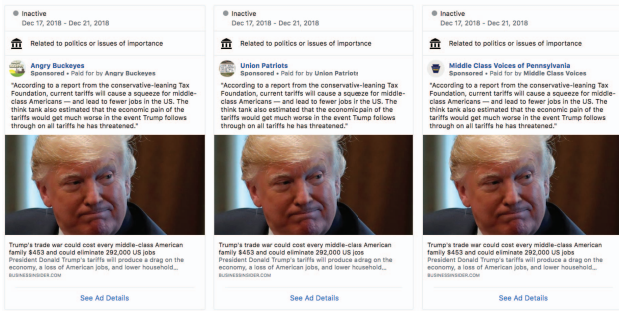 Inactive
Dec 17, 2018 - Dec 21, 2018
Related to politics or issues of importance
Angry Buckeyes
Sponsored • Paid for by Angry Buckeyes
"According to a report from the conservative-leaning Tax
Foundation, current tariffs will cause a squeeze for middle-
class Americans — and lead to fewer jobs in the US. The
think tank also estimated that the economic pain of the
tariffs would get much worse in the event Trump follows
through on all tariffs he has threatened."
Trump's trade war could cost every middle-class American
family $453 and could eliminate 292,000 US jobs
President Donald Trump's tariffs will produce a drag on the
economy, a loss of American jobs, and lower household...
BUSINESSINSIDER.COM
See Ad Details
Inactive
Dec 17, 2018 - Dec 21, 2018
Related to politics or issues of importance
Union Patriots
Sponsored • Paid for by Union Patriots
"According to a report from the conservative-leaning Tax
Foundation, current tariffs will cause a squeeze for middle-
class Americans — and lead to fewer jobs in the US. The
think tank also estimated that the economic pain of the
tariffs would get much worse in the event Trump follows
through on all tariffs he has threatened."
Trump's trade war could cost every middle-class American
family $453 and could eliminate 292,000 US jobs
President Donald Trump's tariffs will produce a drag on the
economy, a loss of American jobs, and lower household...
BUSINESSINSIDER.COM
See Ad Details
Inactive
Dec 17, 2018 - Dec 21, 2018
Related to politics or issues of importance
Middle Class Voices of Pennsylvania
Sponsored • Paid for by Middle Class Voices
"According to a report from the conservative-leaning Tax
Foundation, current tariffs will cause a squeeze for middle-
class Americans — and lead to fewer jobs in the US. The
think tank also estimated that the economic pain of the
tariffs would get much worse in the event Trump follows
through on all tariffs he has threatened."
Trump's trade war could cost every middle-class American
family $453 and could eliminate 292,000 US jobs
President Donald Trump's tariffs will produce a drag on the
economy, a loss of American jobs, and lower household...
BUSINESSINSIDER.COM
See Ad Details